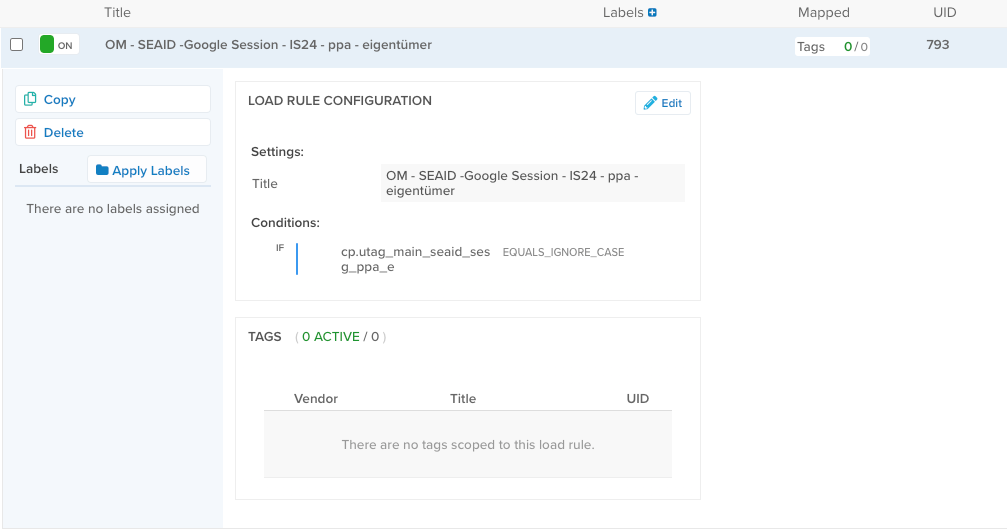 Title Labels Mapped UID
ON OM - SEAID -Google Session - IS24 - ppa - eigentümer Tags 0 / 0 793
Copy
Delete
Labels Apply Labels
There are no labels assigned
LOAD RULE CONFIGURATION Edit
Settings:
Title OM - SEAID -Google Session - IS24 - ppa -
eigentümer
Conditions:
IF cp.utag_main_seaid_ses EQUALS_IGNORE_CASE
g_ppa_e
TAGS ( 0 ACTIVE / 0 )
Vendor Title UID
There are no tags scoped to this load rule.